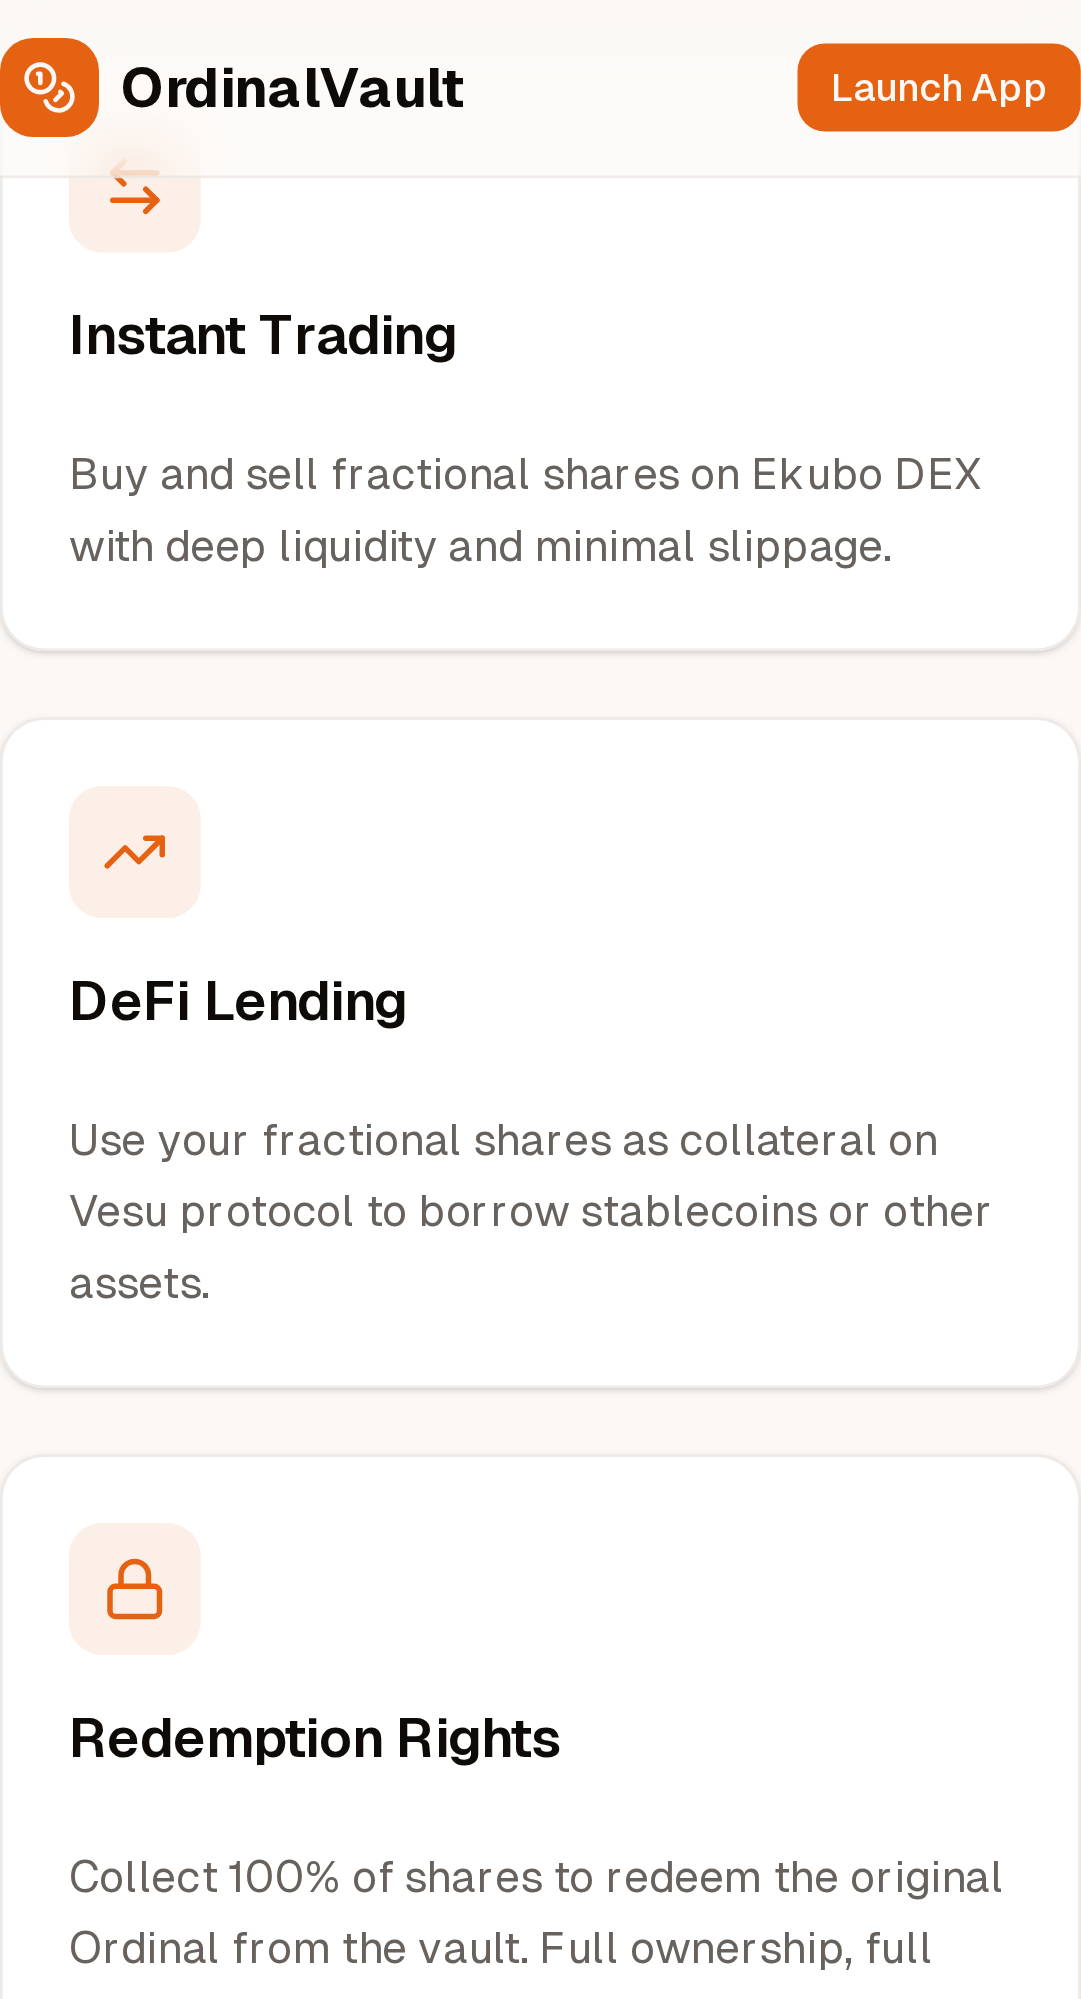 OrdinalVault
Launch App
Instant Trading
Buy and sell fractional shares on Ekubo DEX
with deep liquidity and minimal slippage.
DeFi Lending
Use your fractional shares as collateral on
Vesu protocol to borrow stablecoins or other
assets.
Redemption Rights
Collect 100% of shares to redeem the original
Ordinal from the vault. Full ownership, full